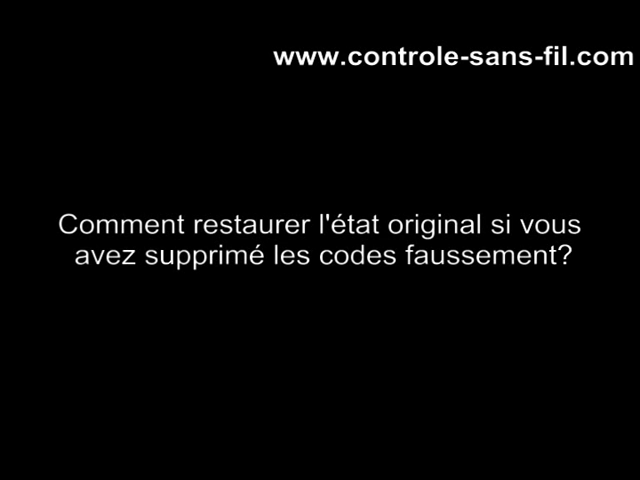 www.controle-sans-fil.com
Comment restaurer l'état original si vous
avez supprimé les codes faussement?